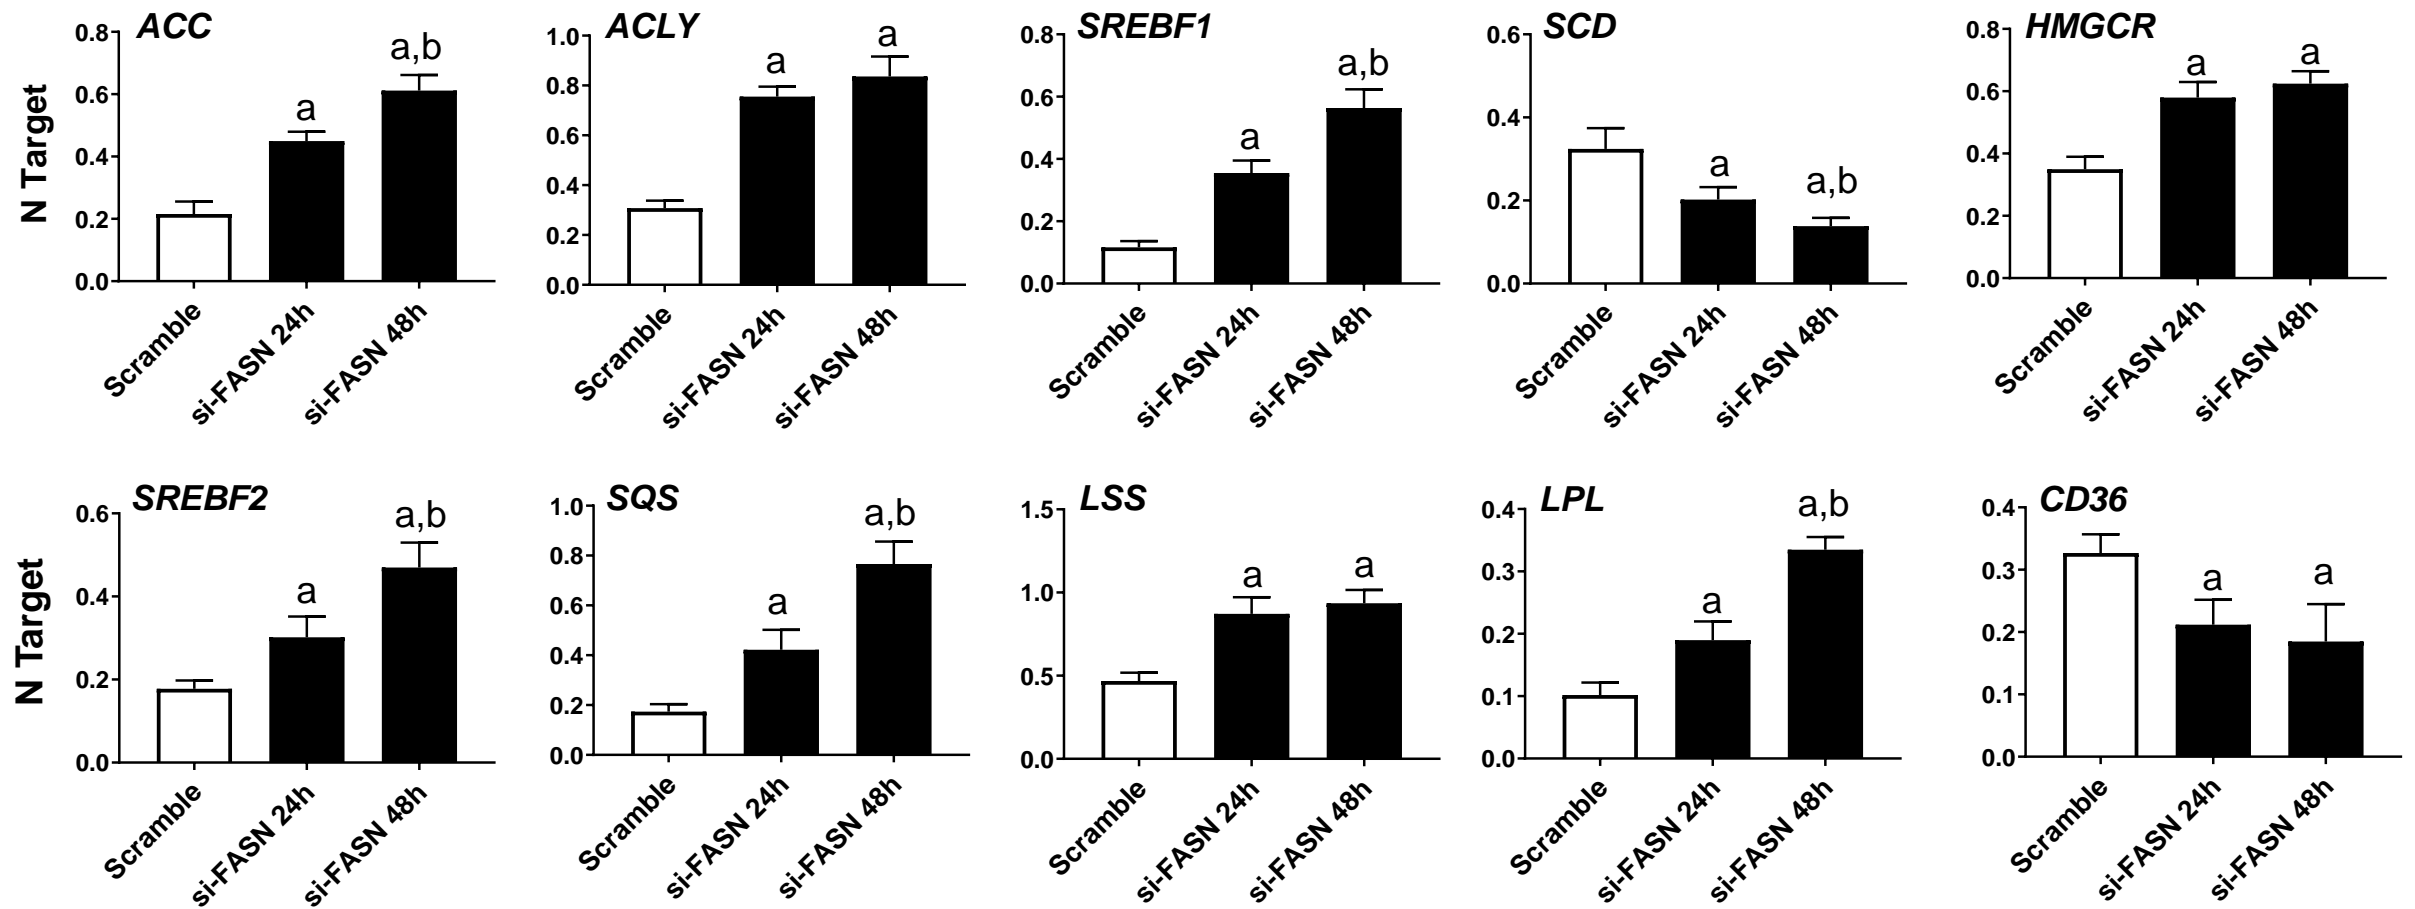 ACC
a
a,b
N Target
0.8
0.6
0.4
0.2
0.0
Scramble
si-FASN 24h
si-FASN 48h
ACLY
a
a
1.0
0.8
0.6
0.4
0.2
0.0
Scramble
si-FASN 24h
si-FASN 48h
SREBF1
a
a,b
0.8
0.6
0.4
0.2
0.0
Scramble
si-FASN 24h
si-FASN 48h
SCD
a
a,b
0.6
0.4
0.2
0.0
Scramble
si-FASN 24h
si-FASN 48h
HMGCR
a
a
0.8
0.6
0.4
0.2
0.0
Scramble
si-FASN 24h
si-FASN 48h
SREBF2
a
a,b
N Target
0.6
0.4
0.2
0.0
Scramble
si-FASN 24h
si-FASN 48h
SQS
a
a,b
1.0
0.8
0.6
0.4
0.2
0.0
Scramble
si-FASN 24h
si-FASN 48h
LSS
a
a
1.5
1.0
0.5
0.0
Scramble
si-FASN 24h
si-FASN 48h
LPL
a
a,b
0.4
0.3
0.2
0.1
0.0
Scramble
si-FASN 24h
si-FASN 48h
CD36
a
a
0.4
0.3
0.2
0.1
0.0
Scramble
si-FASN 24h
si-FASN 48h